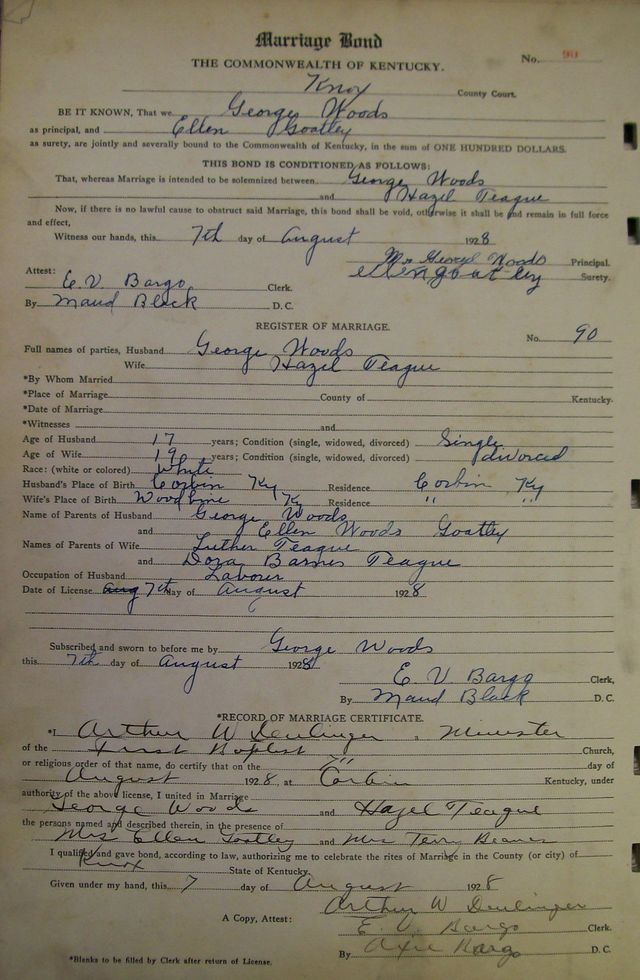 Marriage Bond
THE COMMONWEALTH OF KENTUCKY.
No. 90
Knox County Court.
BE IT KNOWN, That we George Woods
as principal, and Ellen Goatley
as surety, are jointly and severally bound to the Commonwealth of Kentucky, in the sum of ONE HUNDRED DOLLARS.
THIS BOND IS CONDITIONED AS FOLLOWS:
That, whereas Marriage is intended to be solemnized between George Woods
and Hazel Teague
Now, if there is no lawful cause to obstruct said Marriage, this bond shall be void, otherwise it shall be and remain in full force
and effect,
Witness our hands, this 7th day of August 1928
Mr George Woods Principal.
Attest: ellen goatley Surety.
E. V. Bargo Clerk.
By Maud Black D. C.
REGISTER OF MARRIAGE.
No. 90
Full names of parties, Husband George Woods
Wife Hazel Teague
*By Whom Married
*Place of Marriage County of Kentucky.
*Date of Marriage
*Witnesses and
Age of Husband 17 years; Condition (single, widowed, divorced) Single
Age of Wife 19 years; Condition (single, widowed, divorced) divorced
Race: (white or colored) White
Husband's Place of Birth Corbin Ky Residence Corbin, Ky
Wife's Place of Birth Woodbine Ky Residence " "
Name of Parents of Husband George Woods
and Ellen Woods Goatley
Names of Parents of Wife Luther Teague
and Dora Barnes Teague
Occupation of Husband Laborer
Date of License Aug 7th day of August 1928
Subscribed and sworn to before me by George Woods
this 7th day of August 1928
E. V. Bargo Clerk,
By Maud Black D. C.
*RECORD OF MARRIAGE CERTIFICATE.
*I, Arthur W , Minister
of the First Baptist Church,
or religious order of that name, do certify that on the 7" day of
August 1928, at Corbin Kentucky, under
authority of the above license, I united in Marriage
George Woods and Hazel Teague
the persons named and described therein, in the presence of
Mrs Ellen Goatley and Mrs Terry
I qualified and gave bond, according to law, authorizing me to celebrate the rites of Marriage in the County (or city) of
Knox State of Kentucky.
Given under my hand, this 7 day of August 1928
Arthur W
A Copy, Attest: E. V. Bargo Clerk.
By Bargo D. C.
*Blanks to be filled by Clerk after return of License.